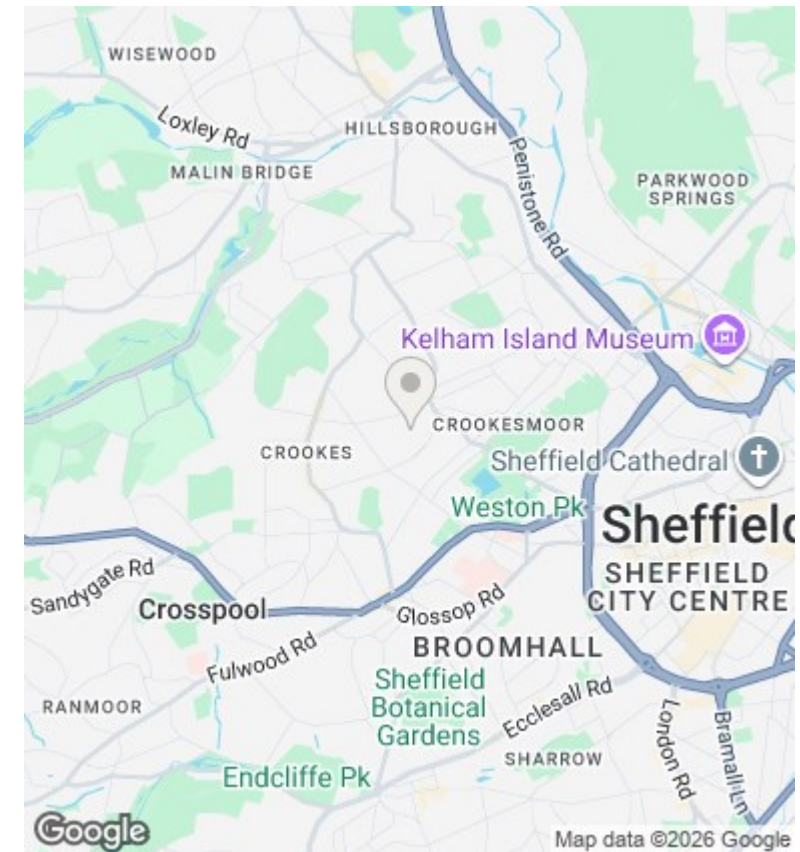 WISEWOOD
Loxley Rd
HILLSBOROUGH
MALIN BRIDGE
Penistone Rd
PARKWOOD
SPRINGS
Kelham Island Museum
CROOKESMOOR
CROOKES
Sheffield Cathedral
Weston Pk
Sheffield
SHEFFIELD
CITY CENTRE
Sandygate Rd
Crosspool
Glossop Rd
Fulwood Rd
BROOMHALL
Sheffield
Botanical
Gardens
RANMOOR
Ecclesall Rd
London Rd
Bramall Ln
SHARROW
Endcliffe Pk
Google
Map data ©2026 Google